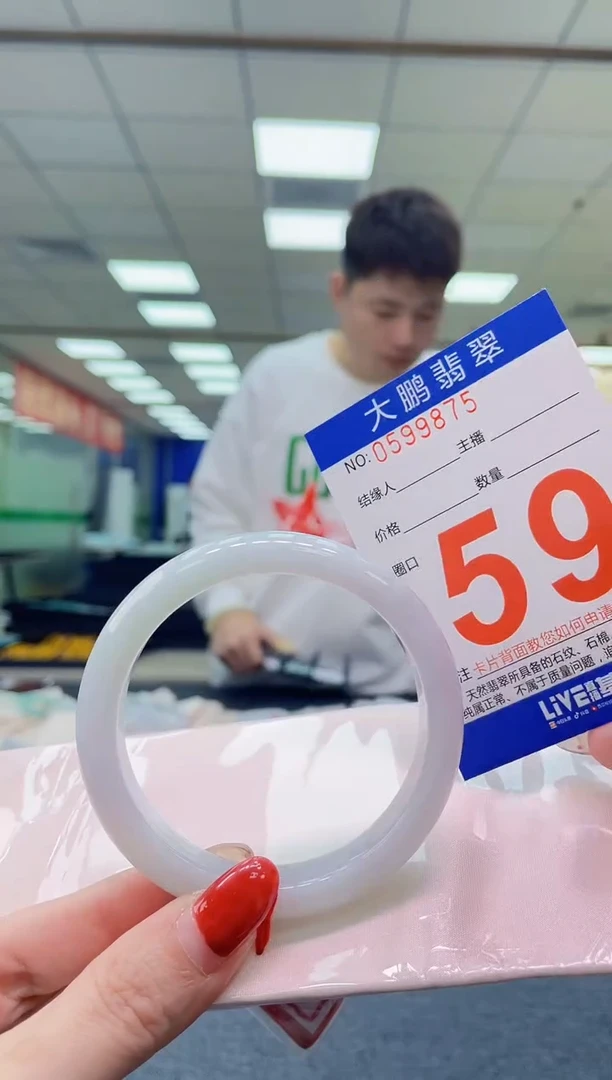 大鹏翡翠
NO: 0599875
结缘人 主播
价格 数量
圈口
59
注 卡片背面教您如何申请
天然翡翠所具备的石纹、石棉
纯属正常、不属于质量问题,追
LiVE